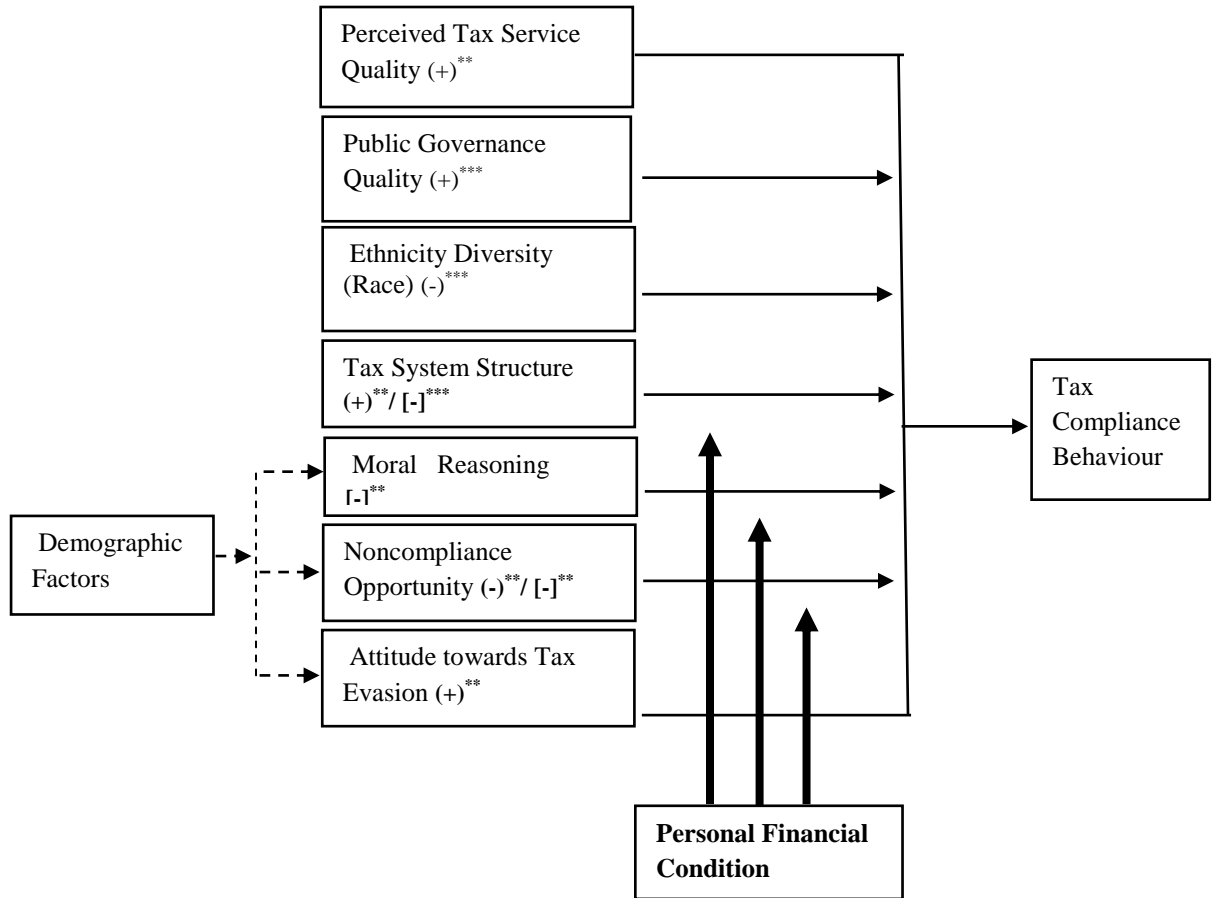 Perceived Tax Service
Quality (+)**
Public Governance
Quality (+)***
Ethnicity Diversity
(Race) (-)***
Tax System Structure
(+)**/ [-]***
Moral Reasoning
[-]**
Demographic
Factors
Noncompliance
Opportunity (-)**/ [-]**
Attitude towards Tax
Evasion (+)**
Tax
Compliance
Behaviour
Personal Financial
Condition